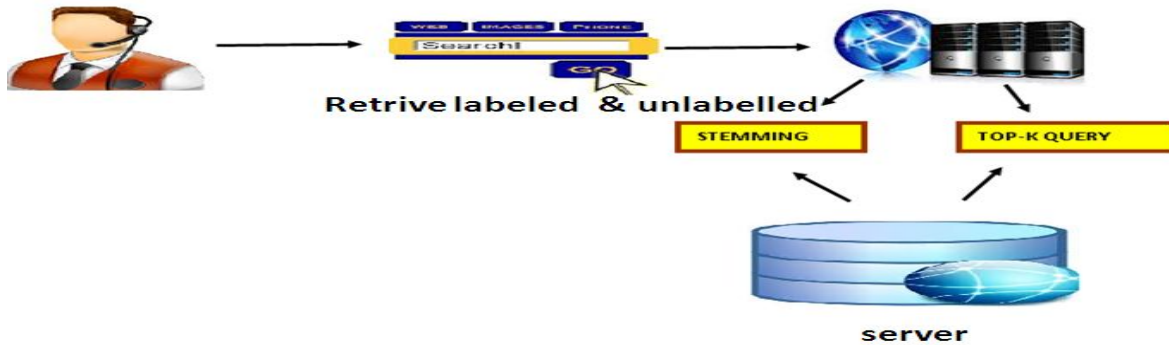 WEB IMAGES PHONE
Search!
GO
Retrive labeled & unlabelled
STEMMING TOP-K QUERY
server